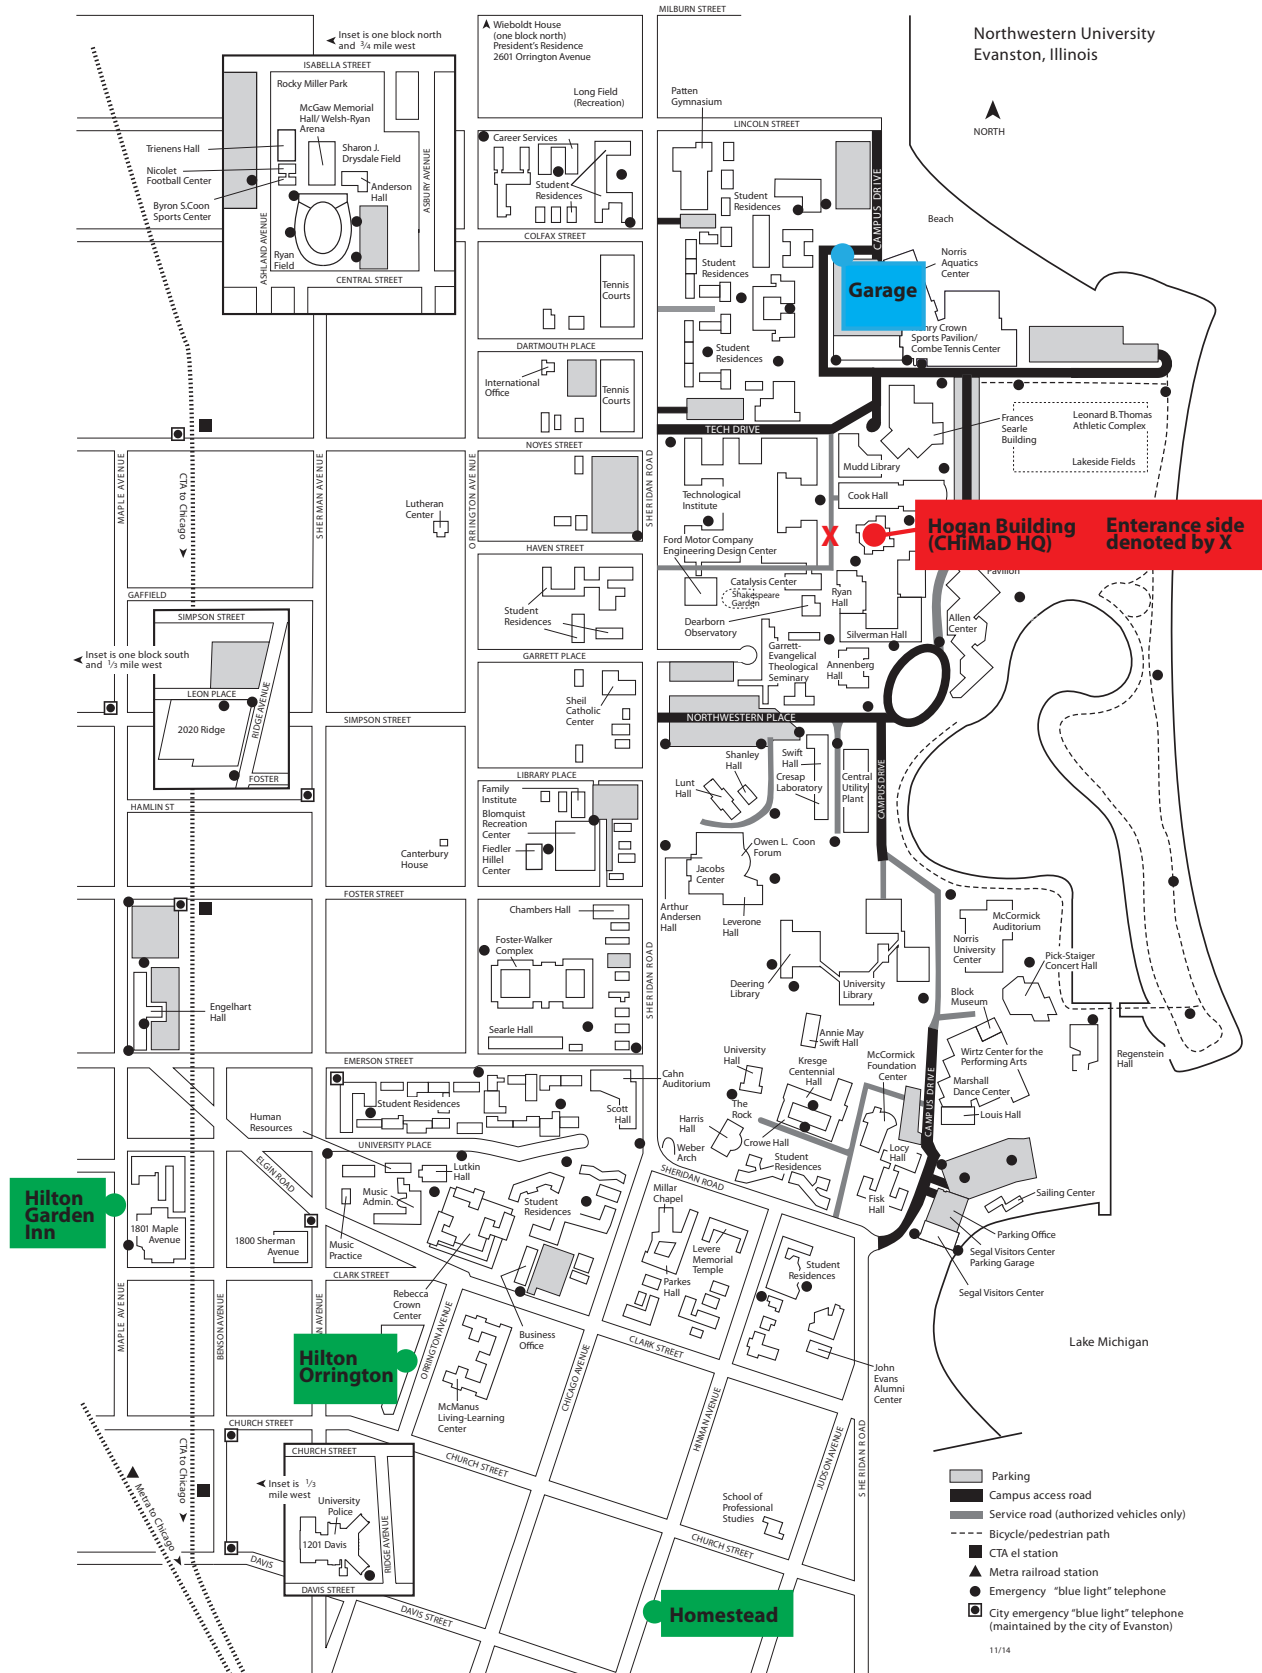 MILBURN STREET
Northwestern University
Evanston, Illinois
NORTH
Wieboldt House
(one block north)
President's Residence
2601 Orrington Avenue
Inset is one block north
and 3/4 mile west
ISABELLA STREET
Rocky Miller Park
McGaw Memorial
Hall/ Welsh-Ryan
Arena
Trienens Hall
Sharon J.
Drysdale Field
Nicolet
Football Center
Anderson
Hall
Byron S.Coon
Sports Center
Ryan
Field
ASHLAND AVENUE
ASBURY AVENUE
CENTRAL STREET
Long Field
(Recreation)
Patten
Gymnasium
LINCOLN STREET
Career Services
Student
Residences
COLFAX STREET
Student
Residences
CAMPUS DRIVE
Beach
Student
Residences
Norris
Aquatics
Center
Garage
Tennis
Courts
Henry Crown
Sports Pavilion/
Combe Tennis Center
DARTMOUTH PLACE
Student
Residences
International
Office
Tennis
Courts
Frances
Searle
Building
Leonard B. Thomas
Athletic Complex
Lakeside Fields
TECH DRIVE
NOYES STREET
MAPLE AVENUE
CTA to Chicago
SHERMAN AVENUE
ORRINGTON AVENUE
SHERIDAN ROAD
Mudd Library
Lutheran
Center
Technological
Institute
Cook Hall
X
Hogan Building
(CHiMaD HQ)
Enterance side
denoted by X
Ford Motor Company
Engineering Design Center
HAVEN STREET
Pavilion
GAFFIELD
Catalysis Center
Shakespeare
Garden
Ryan
Hall
SIMPSON STREET
Student
Residences
Dearborn
Observatory
Allen
Center
Silverman Hall
Inset is one block south
and 1/3 mile west
GARRETT PLACE
Garrett-
Evangelical
Theological
Seminary
Annenberg
Hall
LEON PLACE
RIDGE AVENUE
2020 Ridge
FOSTER
Sheil
Catholic
Center
SIMPSON STREET
NORTHWESTERN PLACE
Shanley
Hall
Swift
Hall
LIBRARY PLACE
Lunt
Hall
Cresap
Laboratory
Central
Utility
Plant
CAMPUS DRIVE
HAMLIN ST
Family
Institute
Blomquist
Recreation
Center
Fiedler
Hillel
Center
Canterbury
House
Owen L. Coon
Forum
Jacobs
Center
FOSTER STREET
Arthur
Andersen
Hall
Leverone
Hall
Chambers Hall
McCormick
Auditorium
Norris
University
Center
Foster-Walker
Complex
SHERIDAN ROAD
Pick-Staiger
Concert Hall
Deering
Library
University
Library
Block
Museum
Engelhart
Hall
Searle Hall
Annie May
Swift Hall
EMERSON STREET
University
Hall
Kresge
Centennial
Hall
McCormick
Foundation
Center
Wirtz Center for the
Performing Arts
Regenstein
Hall
Cahn
Auditorium
CAMPUS DRIVE
Marshall
Dance Center
Student Residences
Scott
Hall
The
Rock
Louis Hall
Human
Resources
Harris
Hall
Crowe Hall
UNIVERSITY PLACE
Weber
Arch
Locy
Hall
ELGIN ROAD
Lutkin
Hall
SHERIDAN ROAD
Student
Residences
Hilton
Garden
Inn
Music
Admin.
Student
Residences
Millar
Chapel
Fisk
Hall
Sailing Center
1801 Maple
Avenue
1800 Sherman
Avenue
Music
Practice
Levere
Memorial
Temple
Parking Office
Segal Visitors Center
Parking Garage
Segal Visitors Center
CLARK STREET
Rebecca
Crown
Center
Parkes
Hall
Student
Residences
MAPLE AVENUE
BENSON AVENUE
AN AVENUE
ORRINGTON AVENUE
Business
Office
Hilton
Orrington
CLARK STREET
Lake Michigan
CHICAGO AVENUE
John
Evans
Alumni
Center
McManus
Living-Learning
Center
HINMAN AVENUE
JUDSON AVENUE
SHERIDAN ROAD
CHURCH STREET
CHURCH STREET
CHURCH STREET
Metra to Chicago
CTA to Chicago
Inset is 1/3
mile west
University
Police
1201 Davis
RIDGE AVENUE
DAVIS STREET
DAVIS
DAVIS STREET
School of
Professional
Studies
CHURCH STREET
Homestead
Parking
Campus access road
Service road (authorized vehicles only)
Bicycle/pedestrian path
CTA el station
Metra railroad station
Emergency "blue light" telephone
City emergency "blue light" telephone
(maintained by the city of Evanston)
11/14